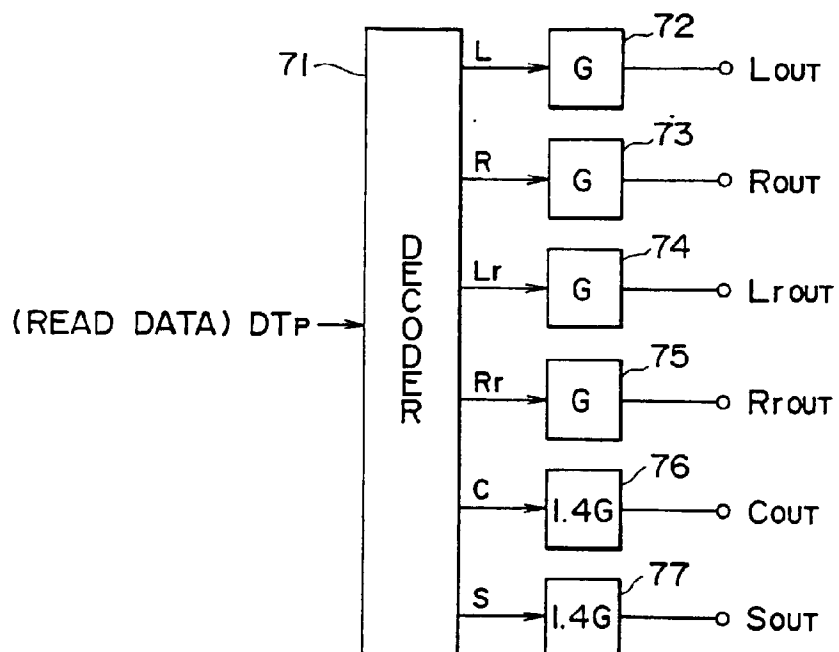 71
L
G
72
LOUT
R
G
73
ROUT
Lr
G
74
LrOUT
(READ DATA) DTP
DECODER
Rr
G
75
RrOUT
C
1.4G
76
COUT
S
1.4G
77
SOUT